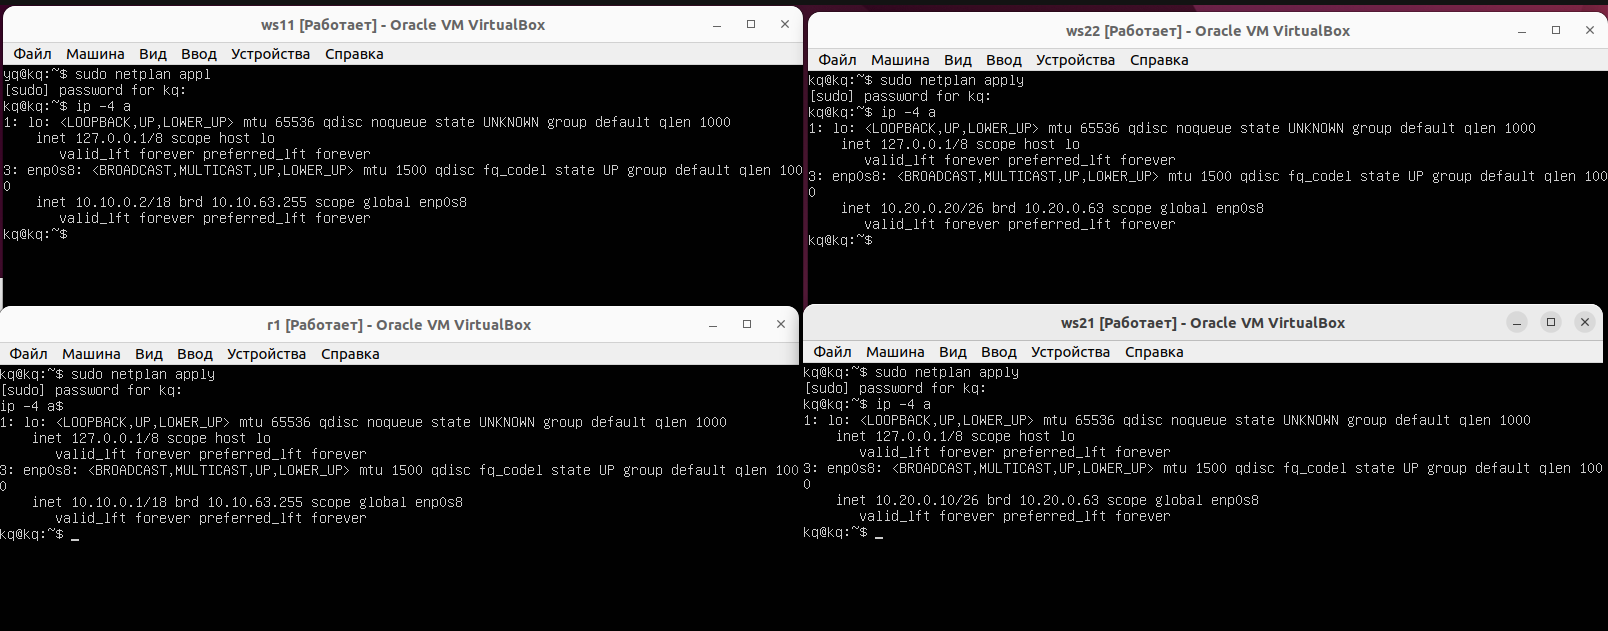 ws11 [Работает] - Oracle VM VirtualBox
Файл Машина Вид Ввод Устройства Справка
yq@kq:~$ sudo netplan appl
[sudo] password for kq:
kq@kq:~$ ip -4 a
1: lo: <LOOPBACK,UP,LOWER_UP> mtu 65536 qdisc noqueue state UNKNOWN group default qlen 1000
inet 127.0.0.1/8 scope host lo
valid_lft forever preferred_lft forever
3: enp0s8: <BROADCAST,MULTICAST,UP,LOWER_UP> mtu 1500 qdisc fq_codel state UP group default qlen 100
0
inet 10.10.0.2/18 brd 10.10.63.255 scope global enp0s8
valid_lft forever preferred_lft forever
kq@kq:~$
ws22 [Работает] - Oracle VM VirtualBox
Файл Машина Вид Ввод Устройства Справка
kq@kq:~$ sudo netplan apply
[sudo] password for kq:
kq@kq:~$ ip -4 a
1: lo: <LOOPBACK,UP,LOWER_UP> mtu 65536 qdisc noqueue state UNKNOWN group default qlen 1000
inet 127.0.0.1/8 scope host lo
valid_lft forever preferred_lft forever
3: enp0s8: <BROADCAST,MULTICAST,UP,LOWER_UP> mtu 1500 qdisc fq_codel state UP group default qlen 100
0
inet 10.20.0.20/26 brd 10.20.0.63 scope global enp0s8
valid_lft forever preferred_lft forever
kq@kq:~$
r1 [Работает] - Oracle VM VirtualBox
Файл Машина Вид Ввод Устройства Справка
kq@kq:~$ sudo netplan apply
[sudo] password for kq:
ip -4 a$
1: lo: <LOOPBACK,UP,LOWER_UP> mtu 65536 qdisc noqueue state UNKNOWN group default qlen 1000
inet 127.0.0.1/8 scope host lo
valid_lft forever preferred_lft forever
3: enp0s8: <BROADCAST,MULTICAST,UP,LOWER_UP> mtu 1500 qdisc fq_codel state UP group default qlen 100
0
inet 10.10.0.1/18 brd 10.10.63.255 scope global enp0s8
valid_lft forever preferred_lft forever
kq@kq:~$ _
ws21 [Работает] - Oracle VM VirtualBox
Файл Машина Вид Ввод Устройства Справка
kq@kq:~$ sudo netplan apply
[sudo] password for kq:
kq@kq:~$ ip -4 a
1: lo: <LOOPBACK,UP,LOWER_UP> mtu 65536 qdisc noqueue state UNKNOWN group default qlen 1000
inet 127.0.0.1/8 scope host lo
valid_lft forever preferred_lft forever
3: enp0s8: <BROADCAST,MULTICAST,UP,LOWER_UP> mtu 1500 qdisc fq_codel state UP group default qlen 100
0
inet 10.20.0.10/26 brd 10.20.0.63 scope global enp0s8
valid_lft forever preferred_lft forever
kq@kq:~$ _